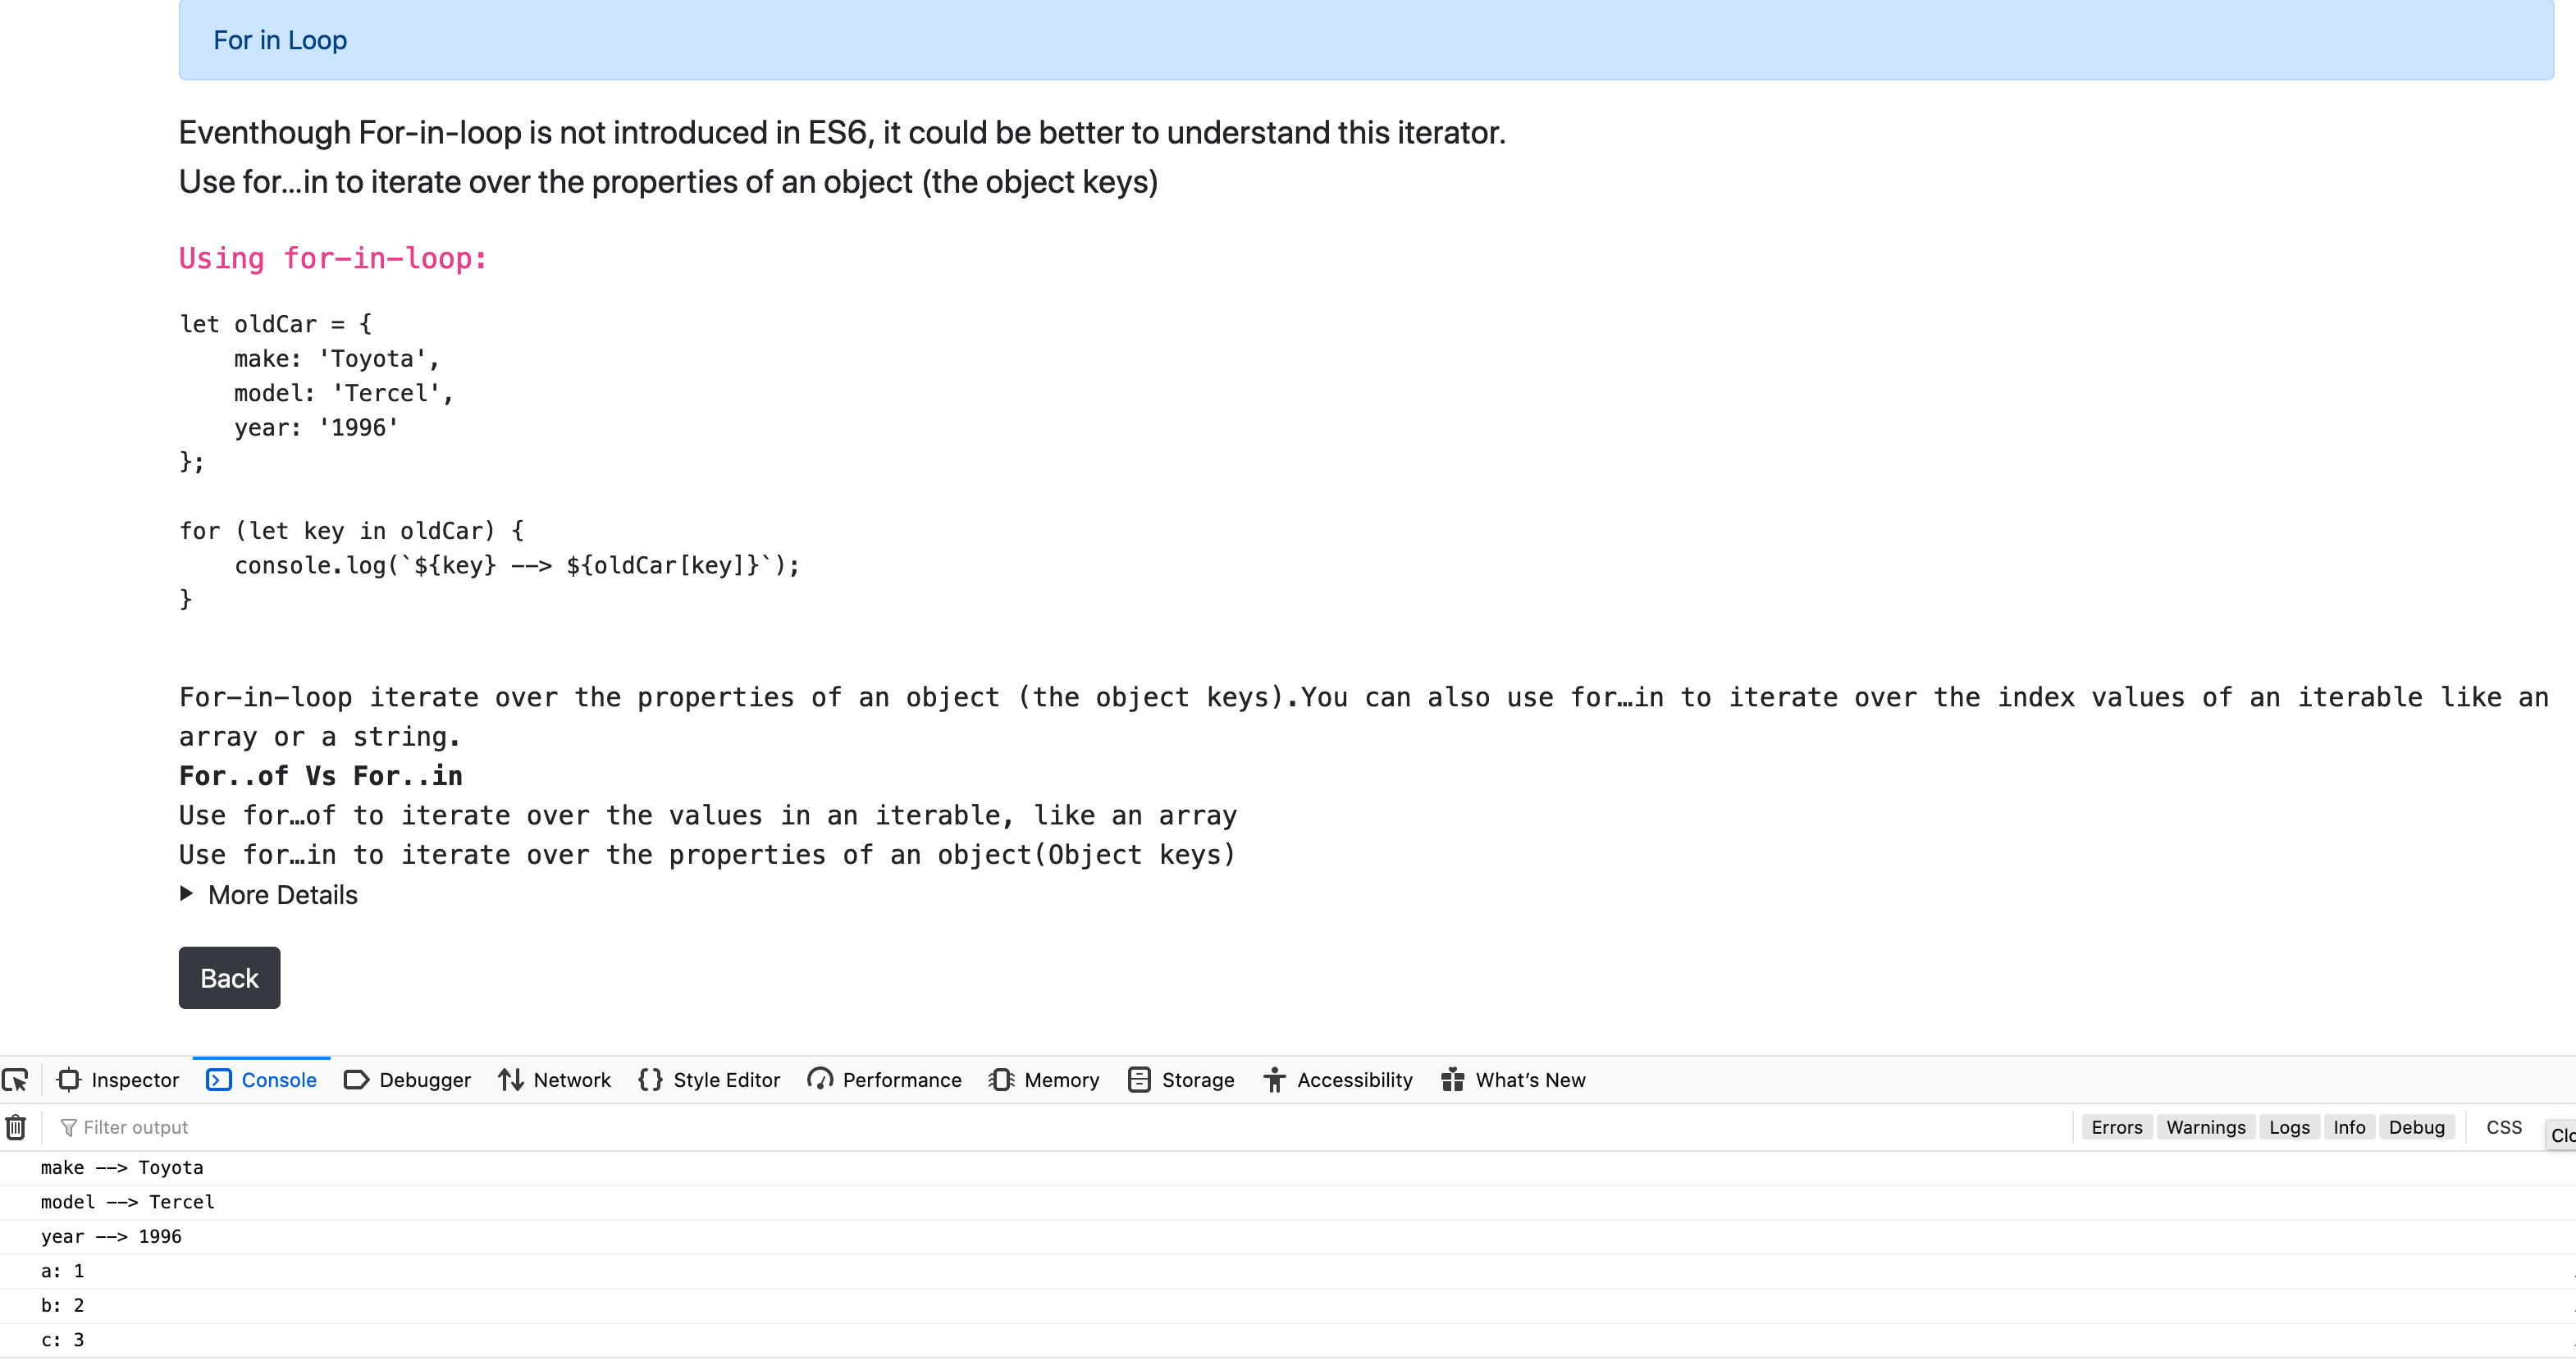 For in Loop
Eventhough For-in-loop is not introduced in ES6, it could be better to understand this iterator.
Use for…in to iterate over the properties of an object (the object keys)
Using for-in-loop:
let oldCar = {
    make: 'Toyota',
    model: 'Tercel',
    year: '1996'
};
for (let key in oldCar) {
    console.log(`${key} --> ${oldCar[key]}`);
}
For-in-loop iterate over the properties of an object (the object keys).You can also use for…in to iterate over the index values of an iterable like an
array or a string.
For..of Vs For..in
Use for…of to iterate over the values in an iterable, like an array
Use for…in to iterate over the properties of an object(Object keys)
More Details
Back
Inspector Console Debugger Network Style Editor Performance Memory Storage Accessibility What's New
Filter output Errors Warnings Logs Info Debug CSS
make --> Toyota
model --> Tercel
year --> 1996
a: 1
b: 2
c: 3